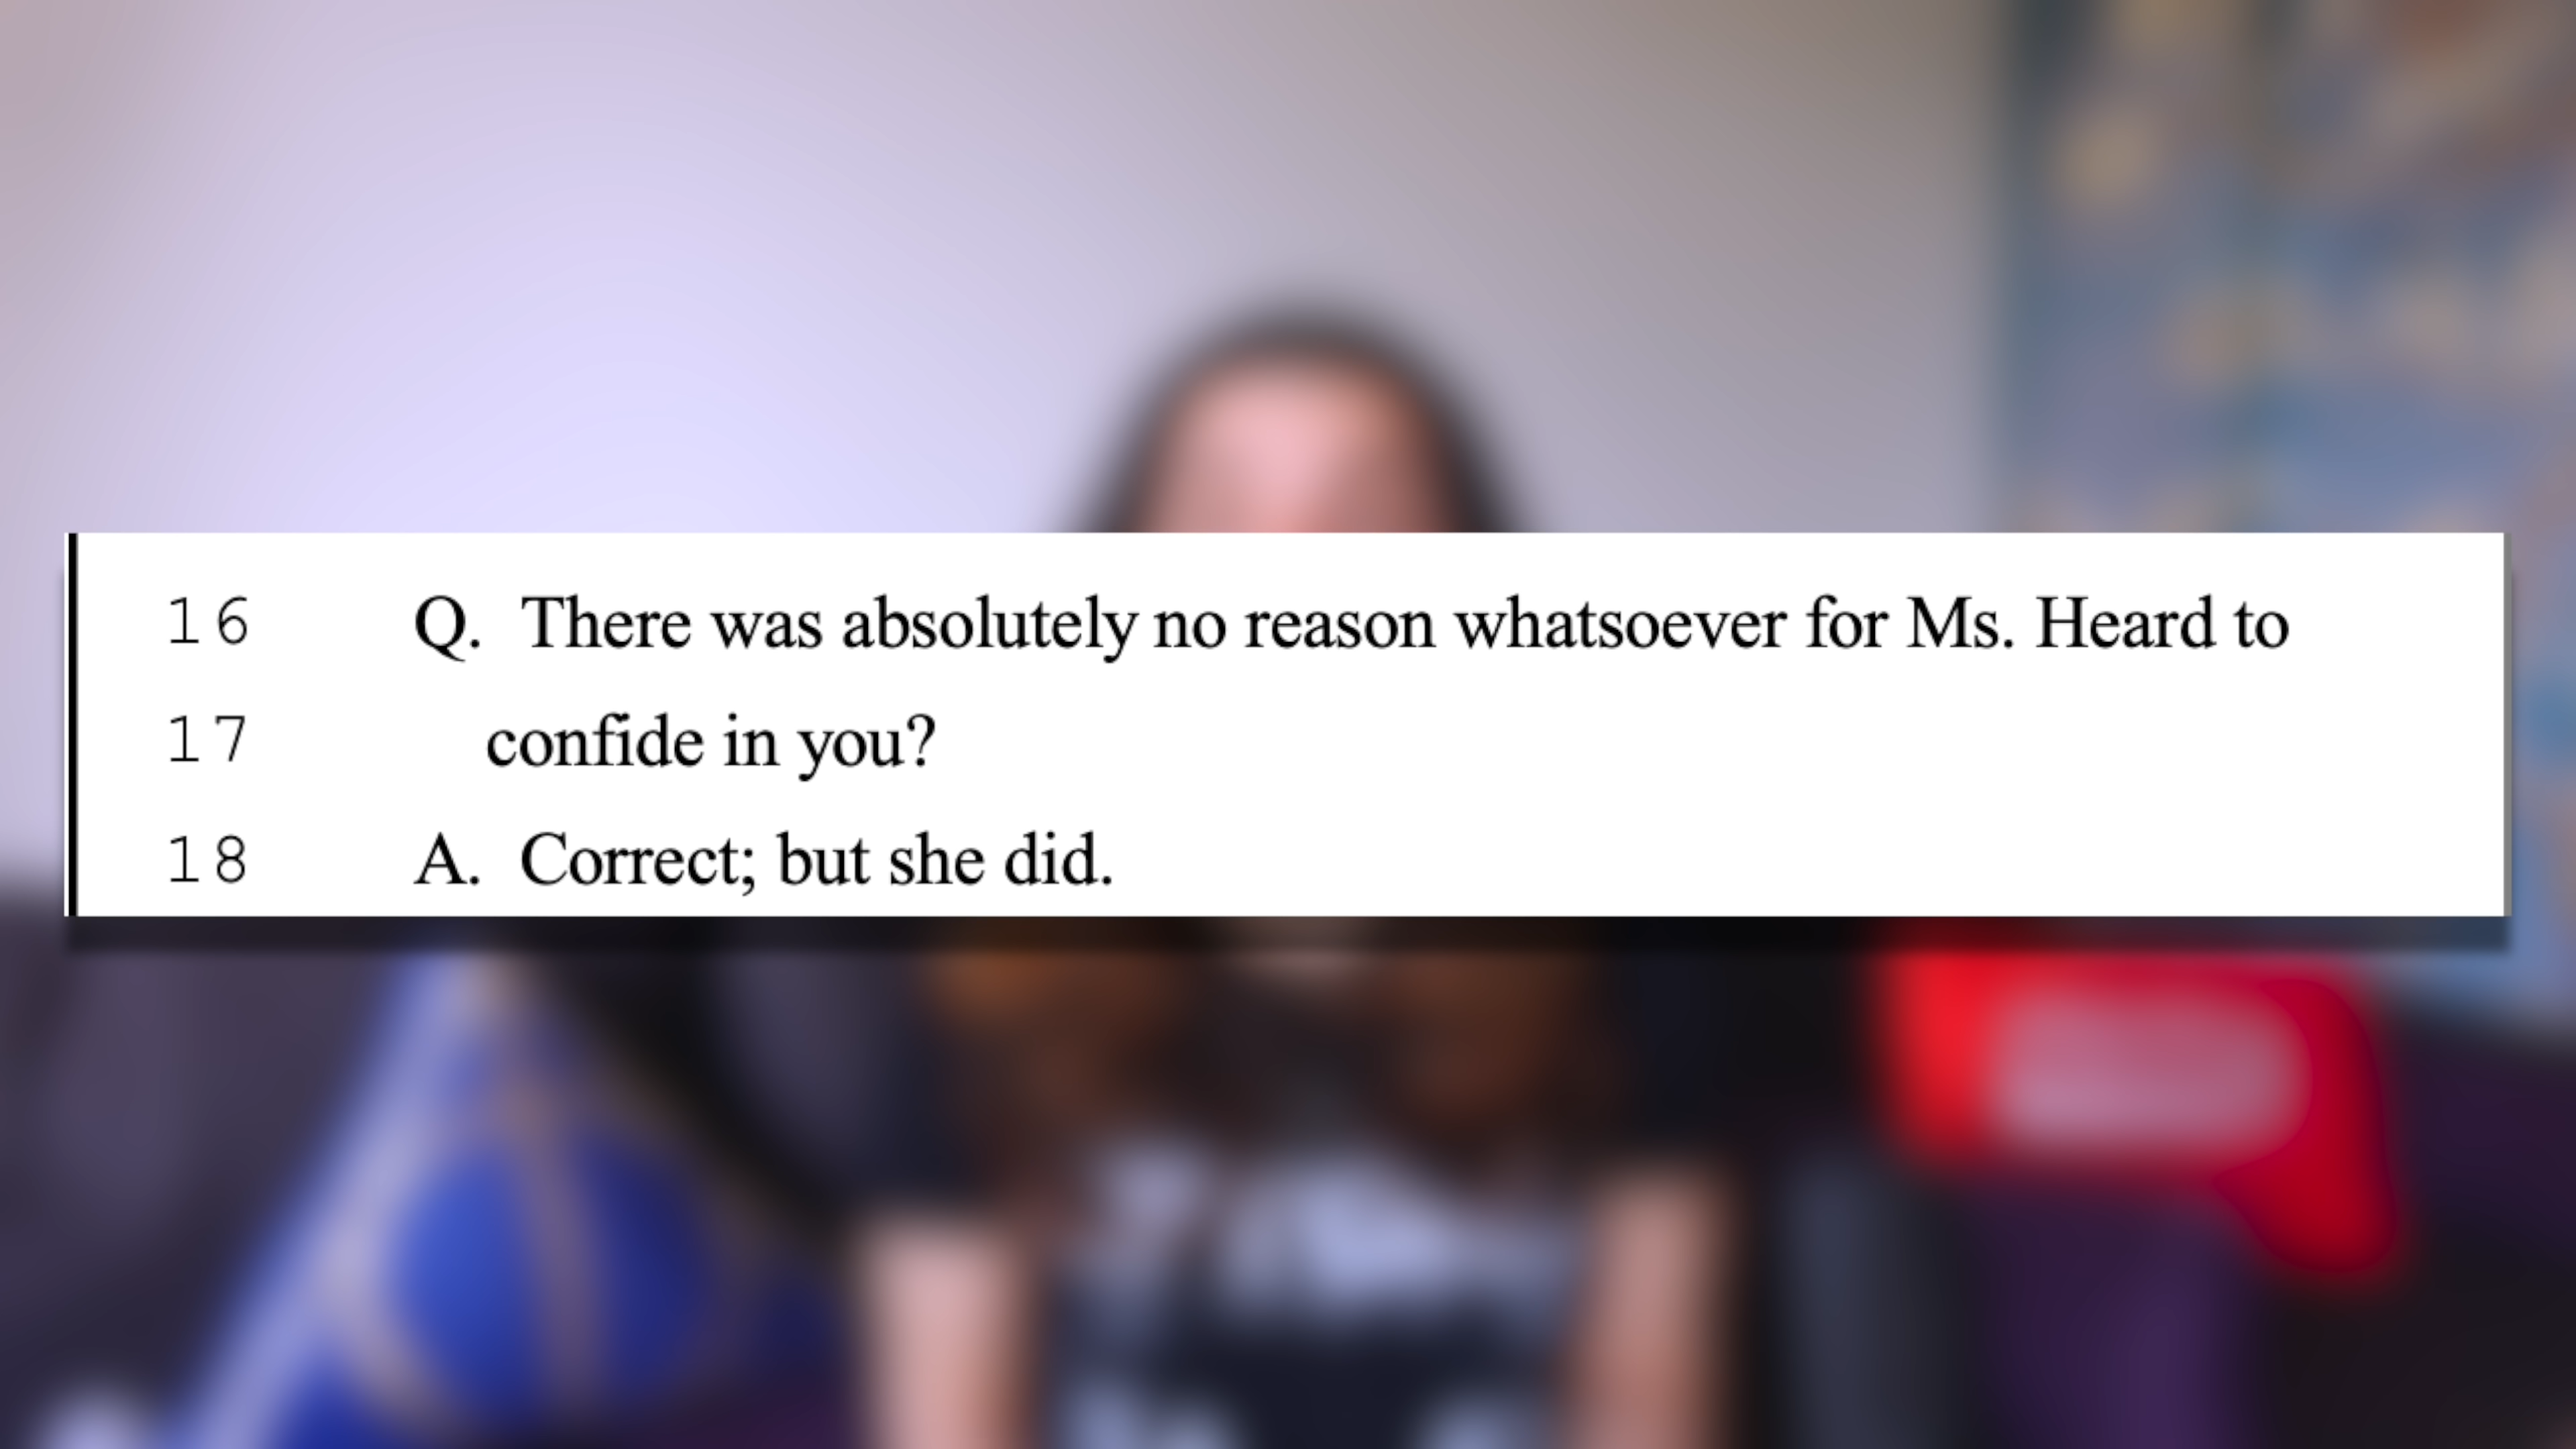 16 Q. There was absolutely no reason whatsoever for Ms. Heard to
17 confide in you?
18 A. Correct; but she did.